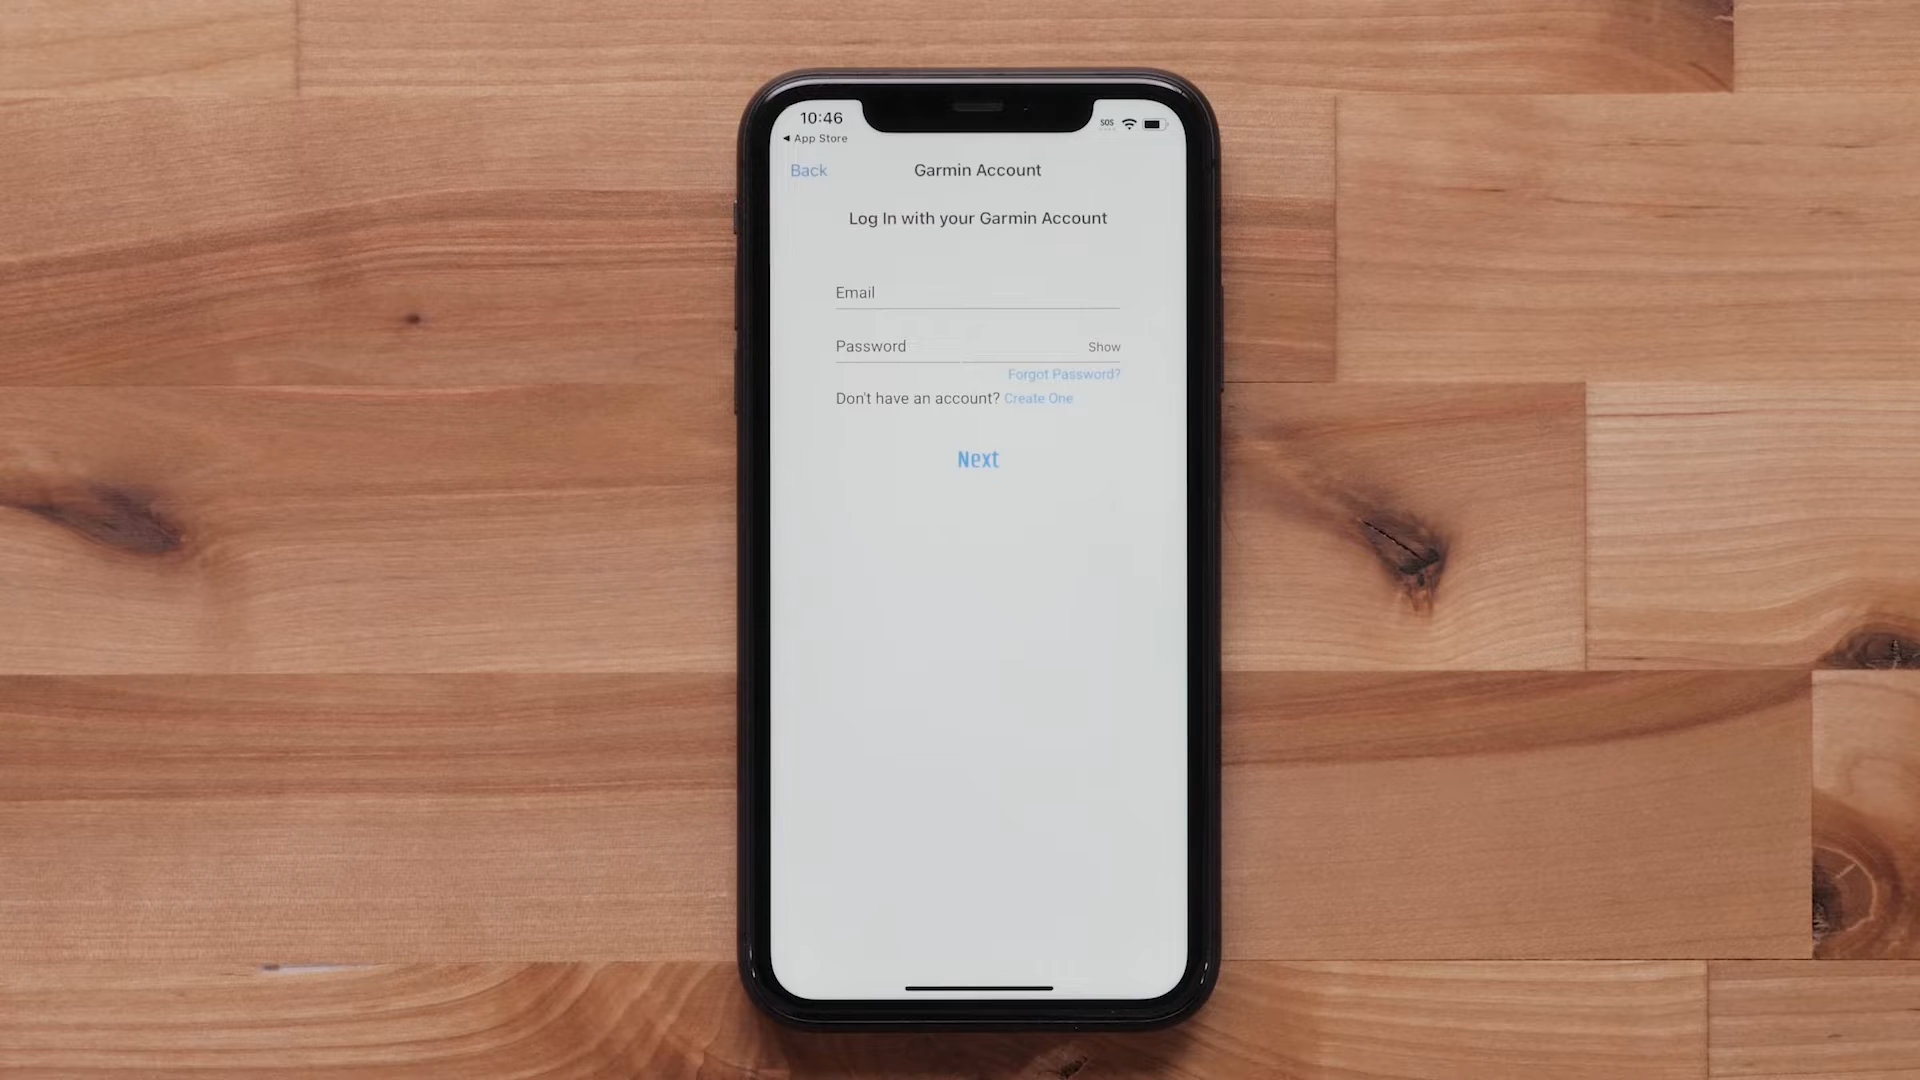 10:46
SOS
◀ App Store
Back
Garmin Account
Log In with your Garmin Account
Email
Password
Show
Forgot Password?
Don't have an account? Create One
Next